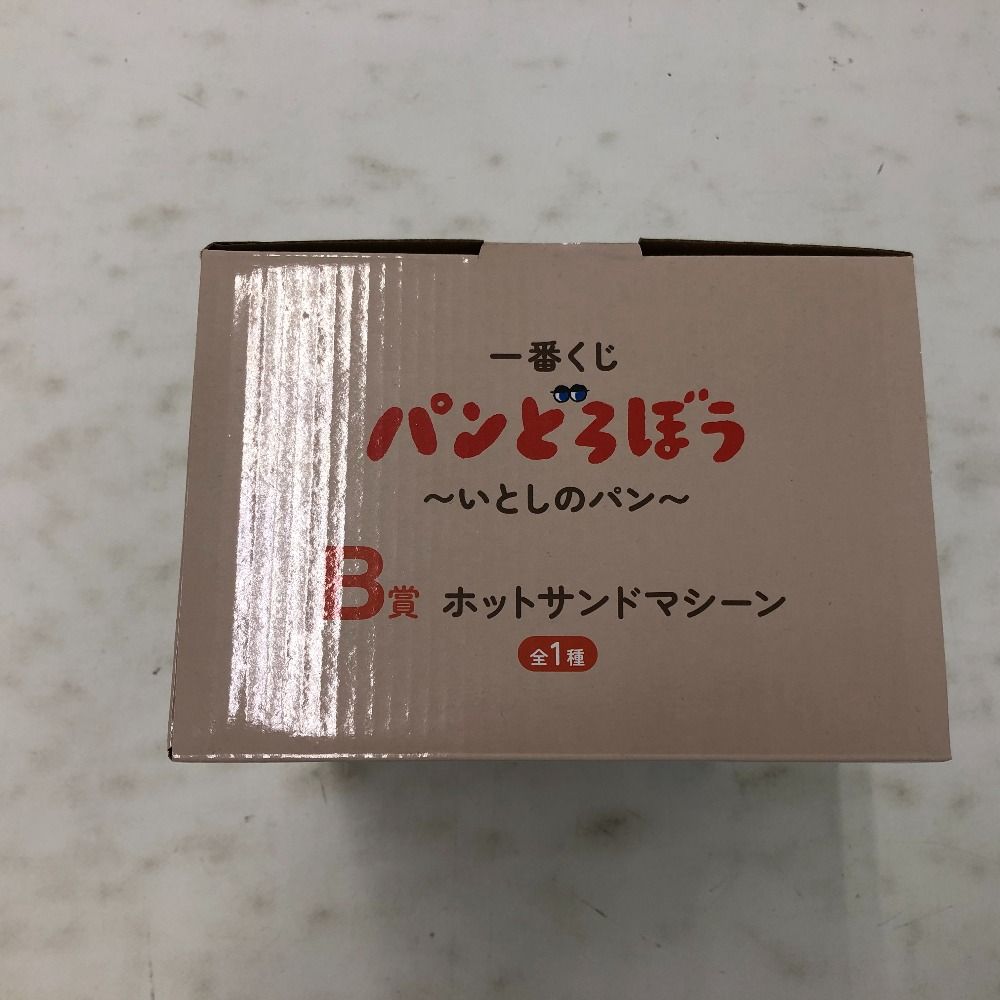 一番くじ
パンどろぼう
～いとしのパン～
B賞 ホットサンドマシーン
全1種